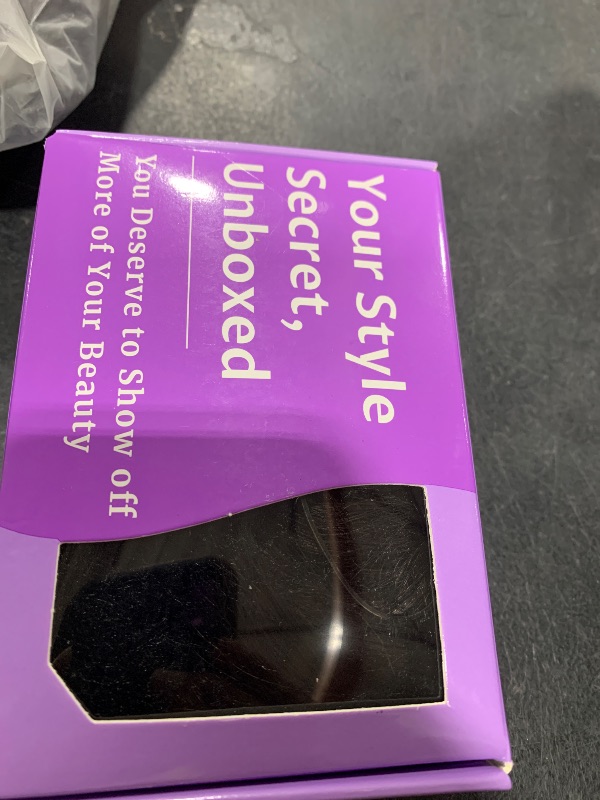 Your Style
Secret,
Unboxed
You Deserve to Show off
More of Your Beauty